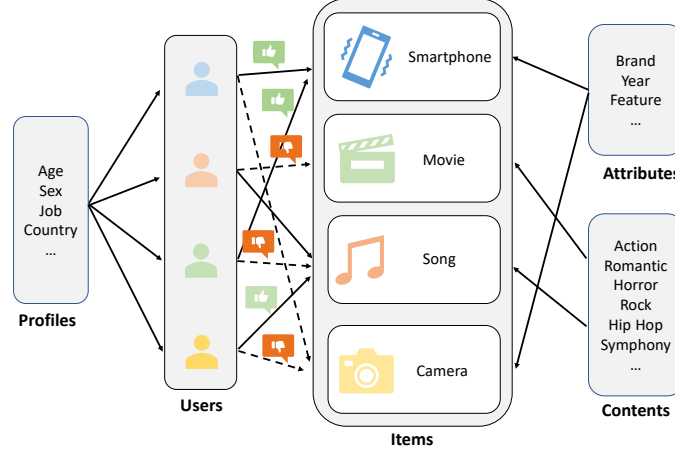 Age
Sex
Job
Country
...
Profiles
Users
Smartphone
Movie
Song
Camera
Items
Brand
Year
Feature
...
Attributes
Action
Romantic
Horror
Rock
Hip Hop
Symphony
...
Contents